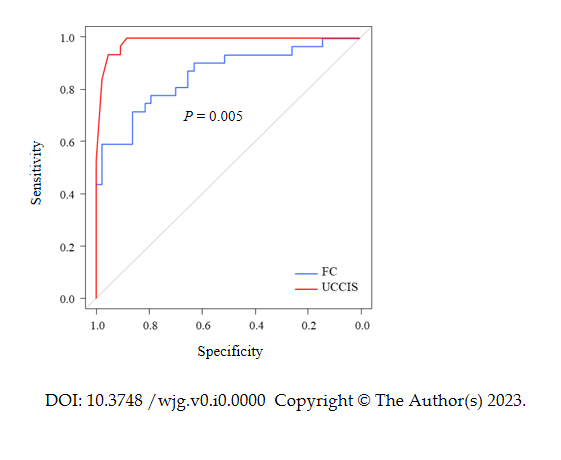 1.0
0.8
0.6
0.4
0.2
0.0
Sensitivity
P = 0.005
FC
UCCIS
1.0 0.8 0.6 0.4 0.2 0.0
Specificity
DOI: 10.3748 /wjg.v0.i0.0000 Copyright © The Author(s) 2023.